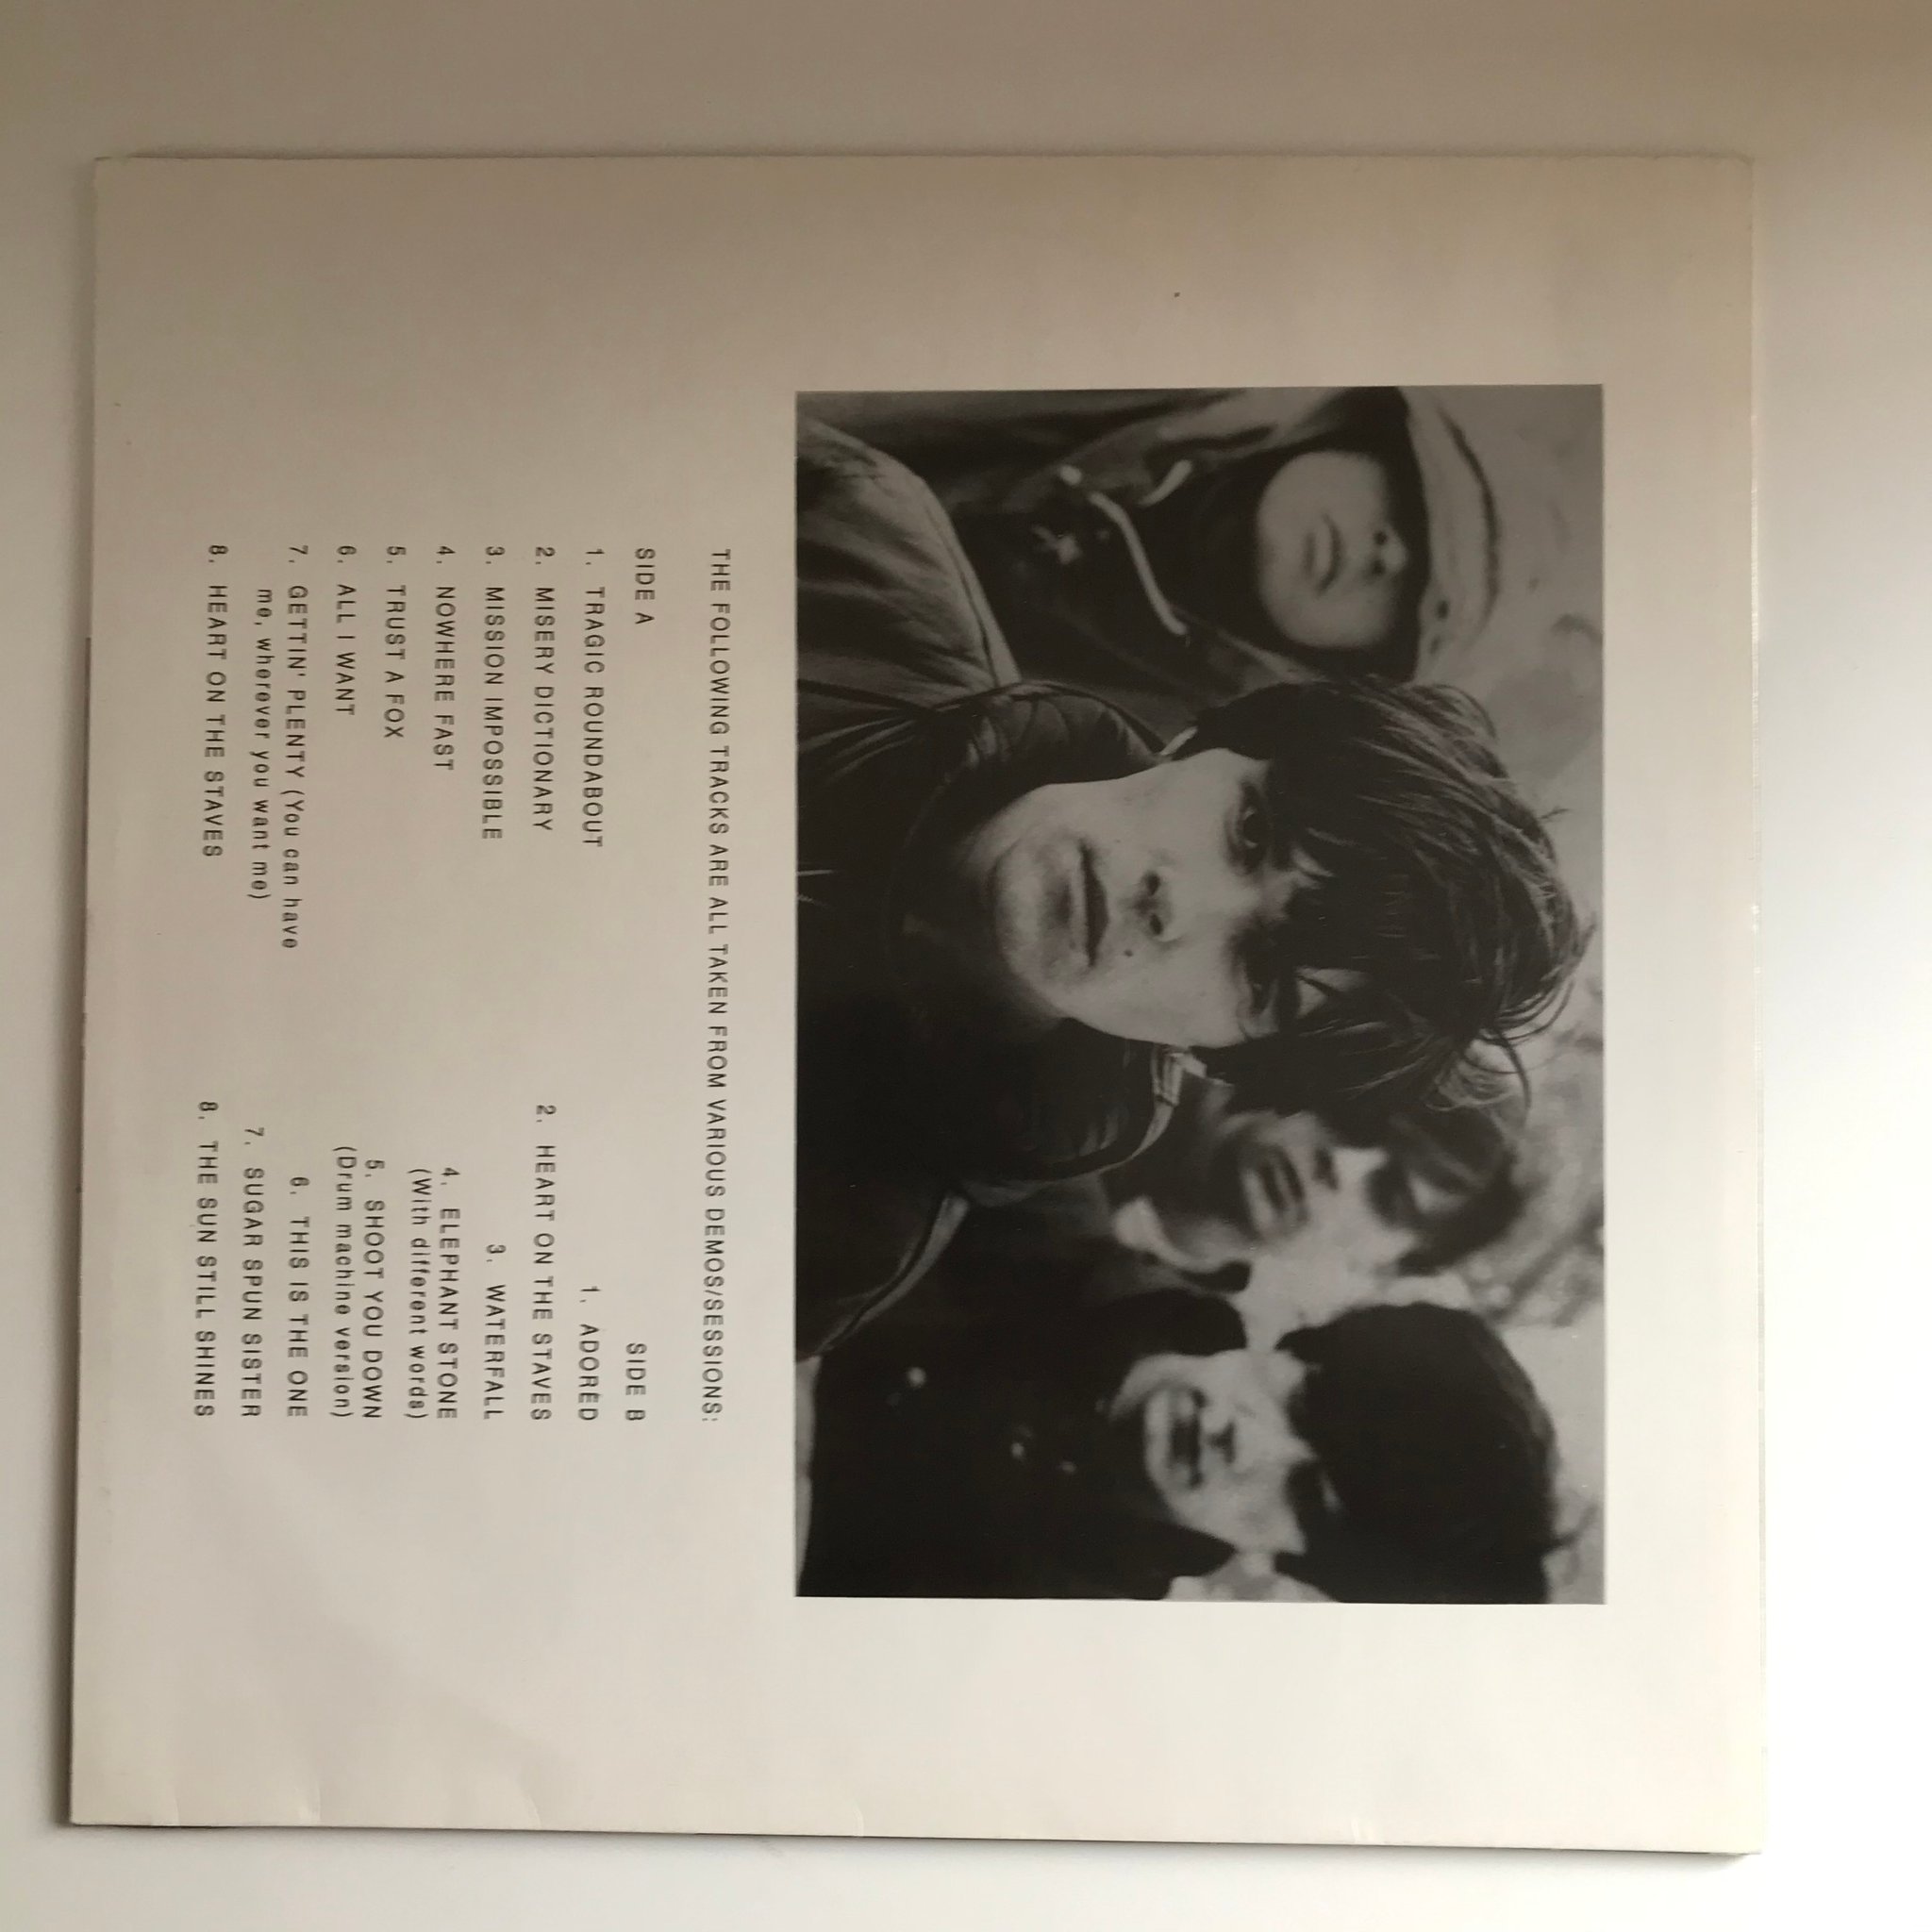 THE FOLLOWING TRACKS ARE ALL TAKEN FROM VARIOUS DEMOS/SESSIONS:
SIDE A
1. TRAGIC ROUNDABOUT
2. MISERY DICTIONARY
3. MISSION IMPOSSIBLE
4. NOWHERE FAST
5. TRUST A FOX
6. ALL I WANT
7. GETTIN' PLENTY (You can have
me, wherever you want me)
8. HEART ON THE STAVES
SIDE B
1. ADORED
2. HEART ON THE STAVES
3. WATERFALL
4. ELEPHANT STONE
(With different words)
5. SHOOT YOU DOWN
(Drum machine version)
6. THIS IS THE ONE
7. SUGAR SPUN SISTER
8. THE SUN STILL SHINES